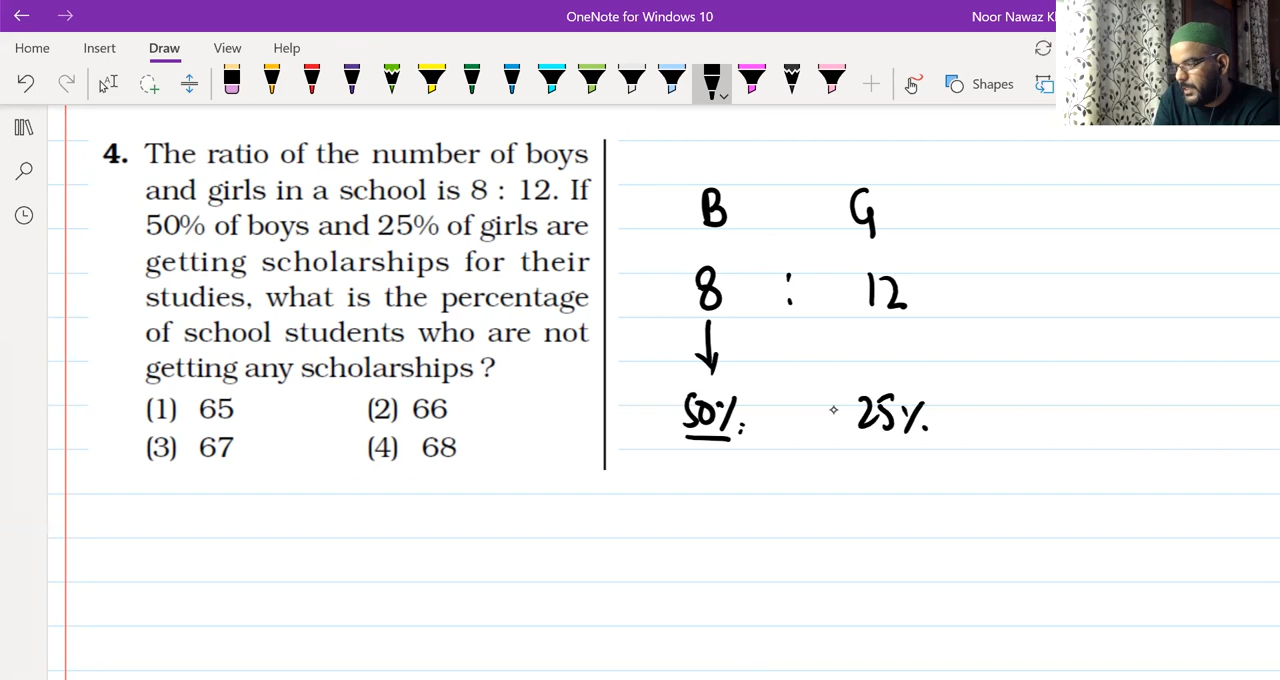 OneNote for Windows 10
Noor Nawaz K
Home Insert Draw View Help
Shapes
4. The ratio of the number of boys
and girls in a school is 8 : 12. If
50% of boys and 25% of girls are
getting scholarships for their
studies, what is the percentage
of school students who are not
getting any scholarships ?
(1) 65 (2) 66
(3) 67 (4) 68
B G
8 : 12
50% : 25%